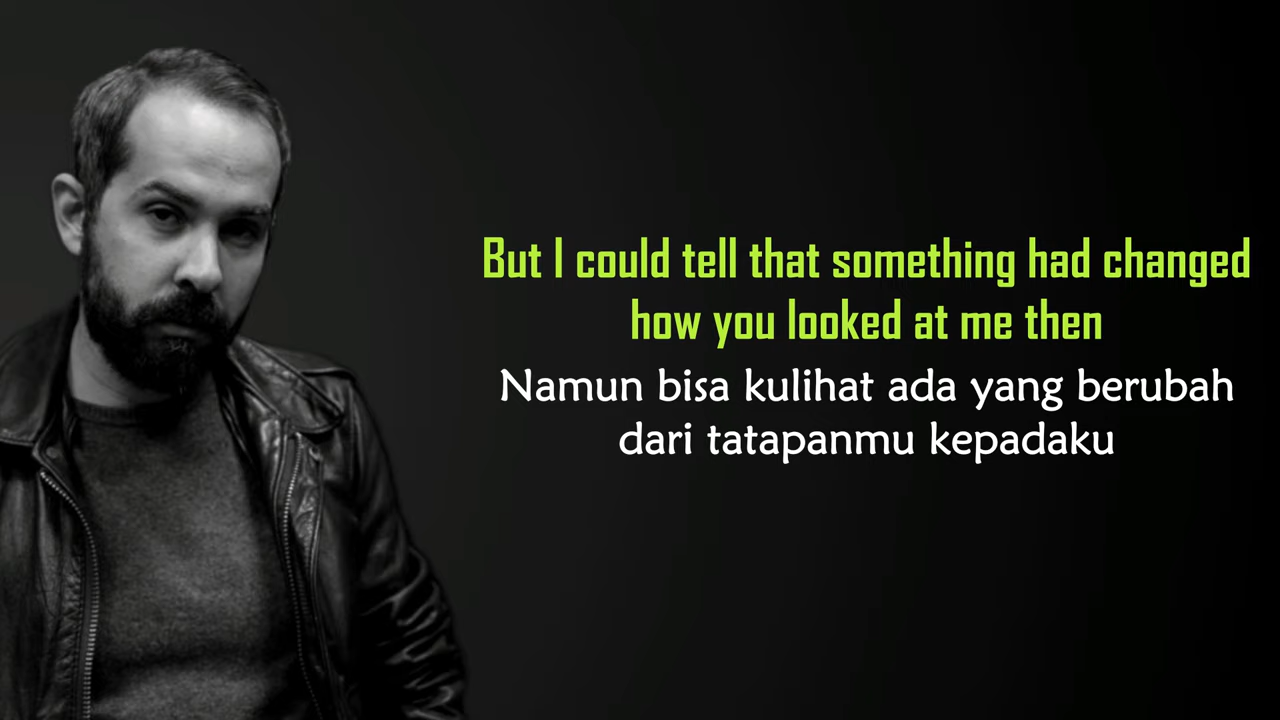 But I could tell that something had changed
how you looked at me then
Namun bisa kulihat ada yang berubah
dari tatapanmu kepadaku